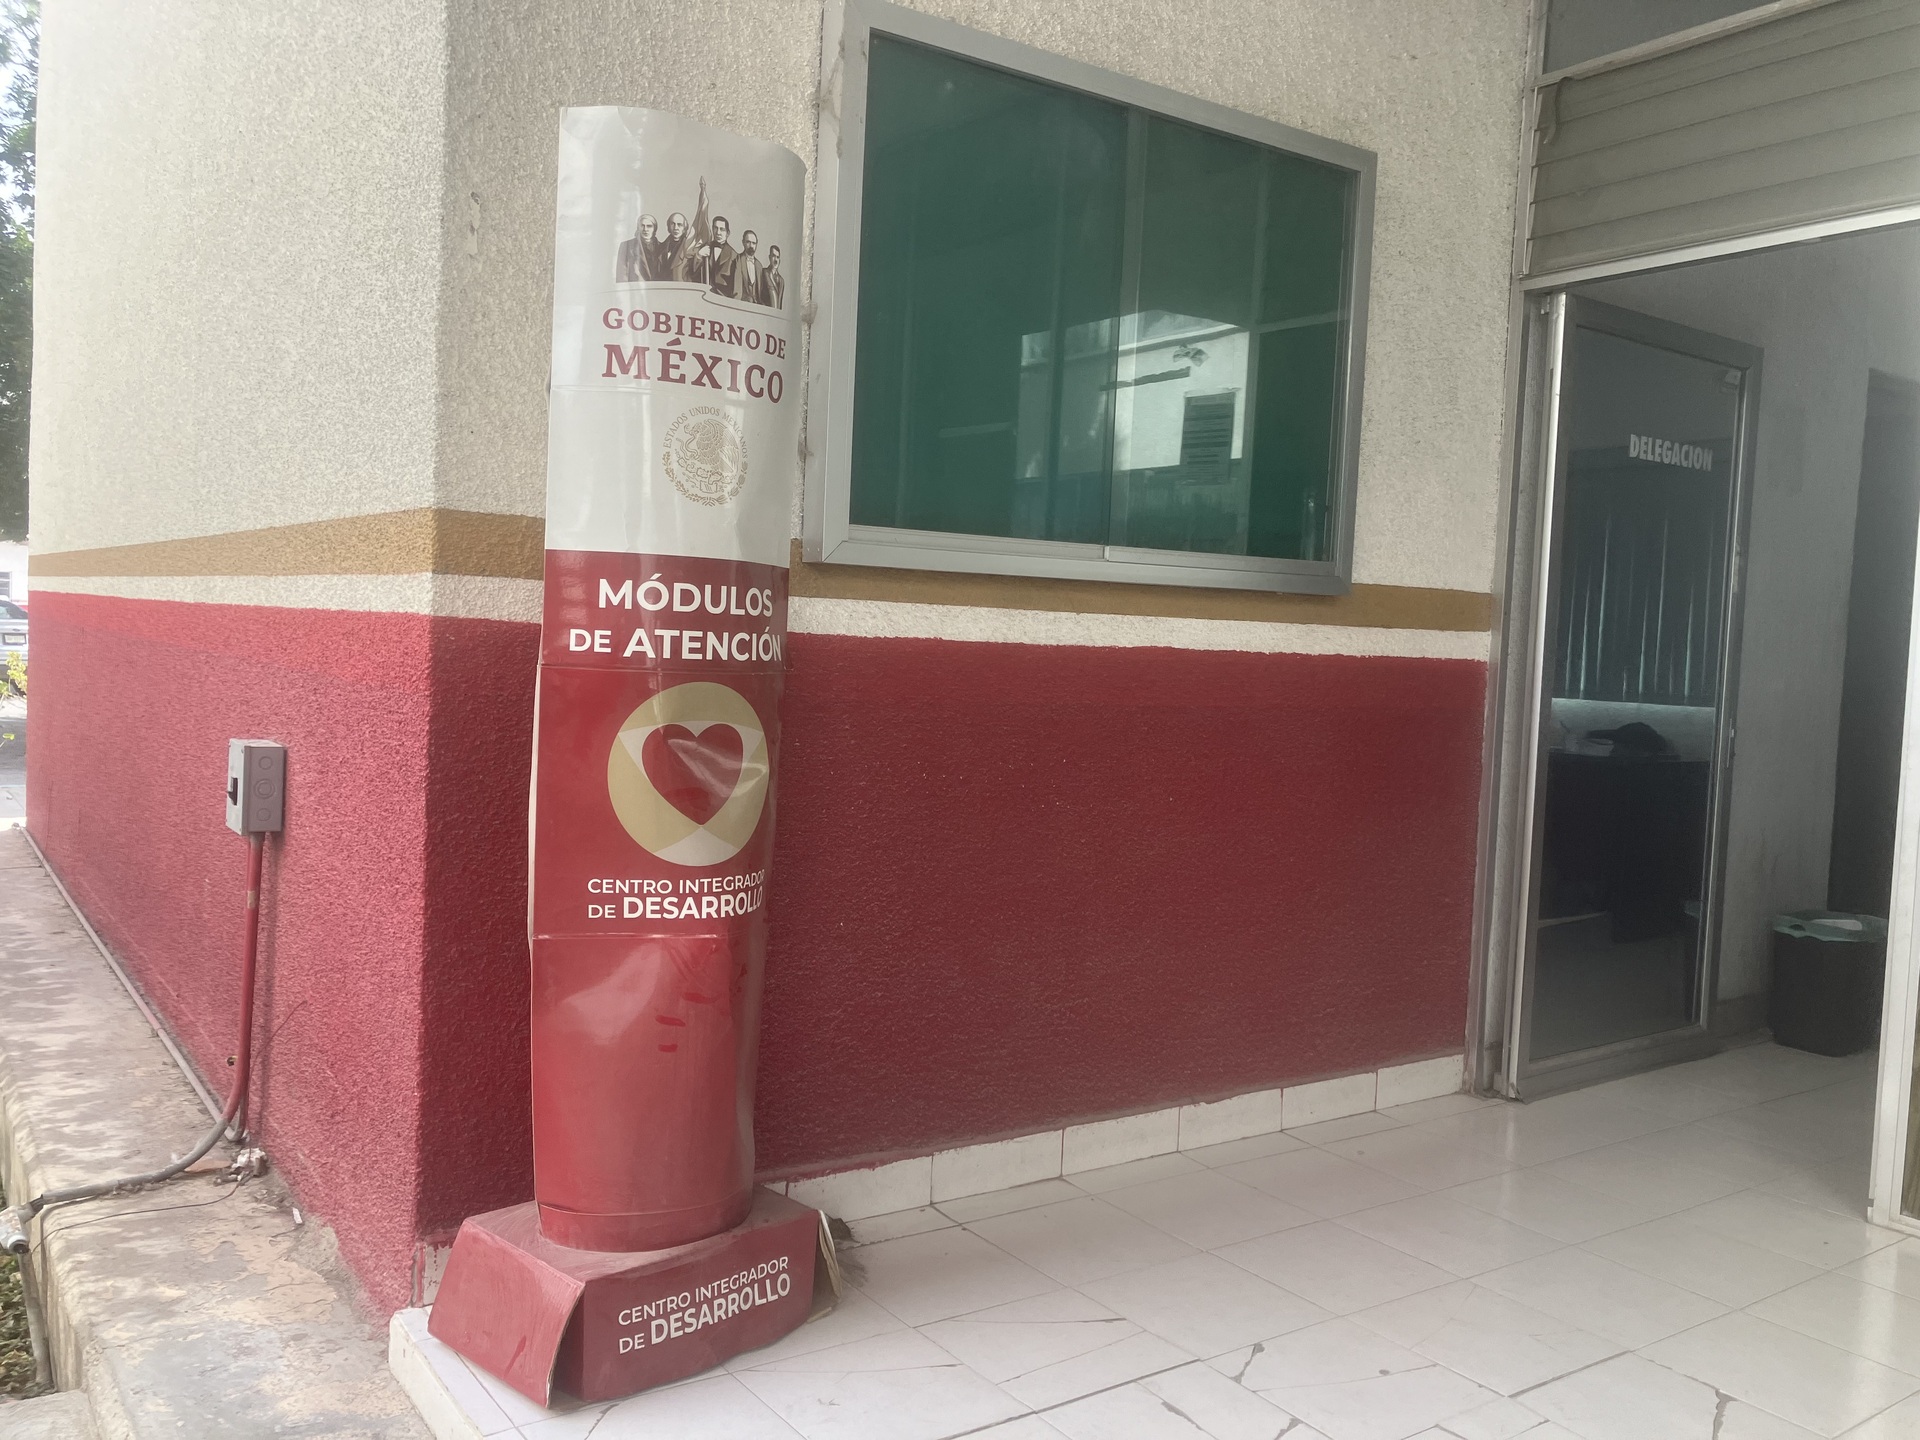 GOBIERNO DE
MÉXICO
ESTADOS UNIDOS MEXICANOS
MÓDULOS
DE ATENCIÓN
CENTRO INTEGRADOR
DE DESARROLLO
CENTRO INTEGRADOR
DE DESARROLLO
DELEGACION